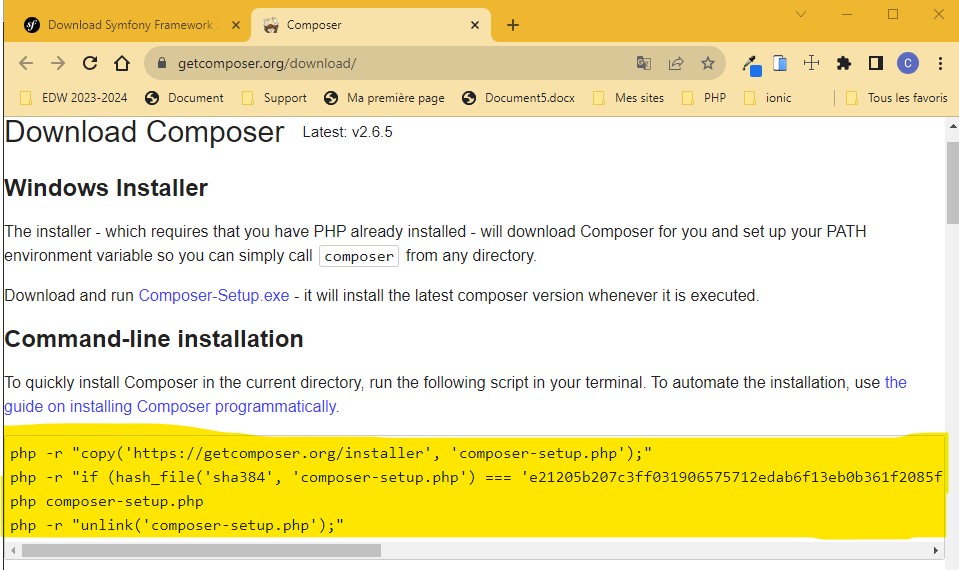 Download Symfony Framework
Composer
getcomposer.org/download/
C
EDW 2023-2024
Document
Support
Ma première page
Document5.docx
Mes sites
PHP
ionic
Tous les favoris
Download Composer Latest: v2.6.5
Windows Installer
The installer - which requires that you have PHP already installed - will download Composer for you and set up your PATH
environment variable so you can simply call composer from any directory.
Download and run Composer-Setup.exe - it will install the latest composer version whenever it is executed.
Command-line installation
To quickly install Composer in the current directory, run the following script in your terminal. To automate the installation, use the
guide on installing Composer programmatically.
php -r "copy('https://getcomposer.org/installer', 'composer-setup.php');"
php -r "if (hash_file('sha384', 'composer-setup.php') === 'e21205b207c3ff031906575712edab6f13eb0b361f2085f
php composer-setup.php
php -r "unlink('composer-setup.php');"